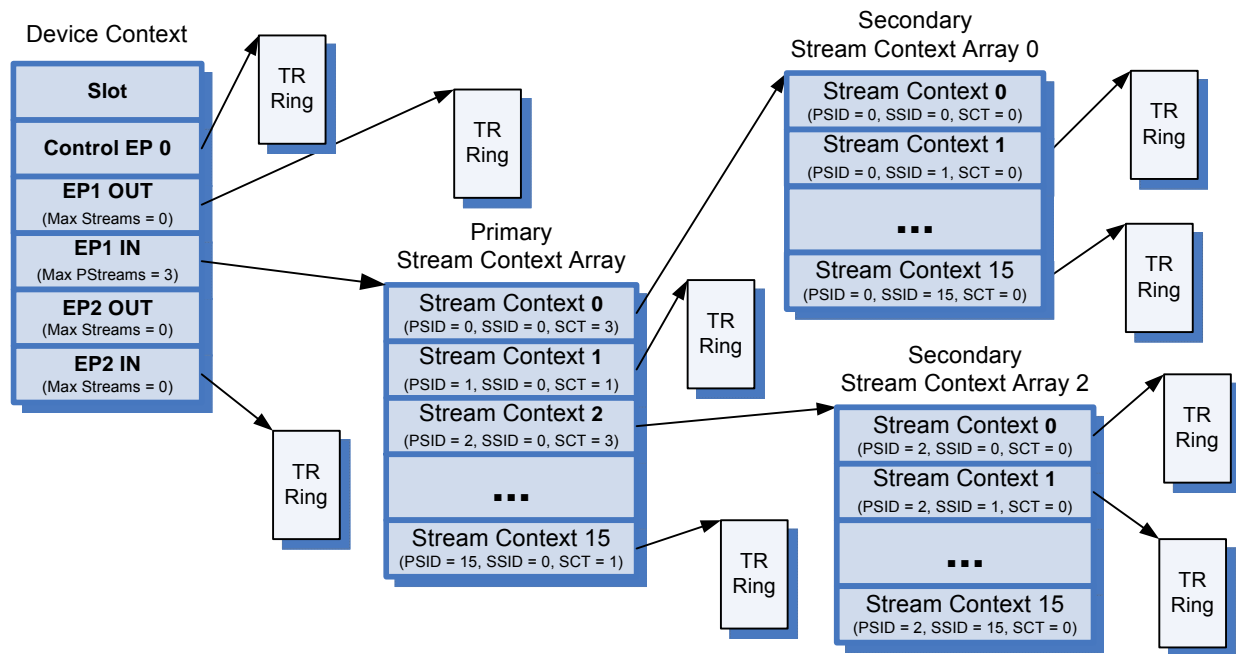 Device Context
Slot
Control EP 0
EP1 OUT
(Max Streams = 0)
EP1 IN
(Max PStreams = 3)
EP2 OUT
(Max Streams = 0)
EP2 IN
(Max Streams = 0)
TR
Ring
TR
Ring
TR
Ring
Primary
Stream Context Array
Stream Context 0
(PSID = 0, SSID = 0, SCT = 3)
Stream Context 1
(PSID = 1, SSID = 0, SCT = 1)
Stream Context 2
(PSID = 2, SSID = 0, SCT = 3)
...
Stream Context 15
(PSID = 15, SSID = 0, SCT = 1)
TR
Ring
TR
Ring
Secondary
Stream Context Array 0
Stream Context 0
(PSID = 0, SSID = 0, SCT = 0)
Stream Context 1
(PSID = 0, SSID = 1, SCT = 0)
...
Stream Context 15
(PSID = 0, SSID = 15, SCT = 0)
TR
Ring
TR
Ring
Secondary
Stream Context Array 2
Stream Context 0
(PSID = 2, SSID = 0, SCT = 0)
Stream Context 1
(PSID = 2, SSID = 1, SCT = 0)
...
Stream Context 15
(PSID = 2, SSID = 15, SCT = 0)
TR
Ring
TR
Ring